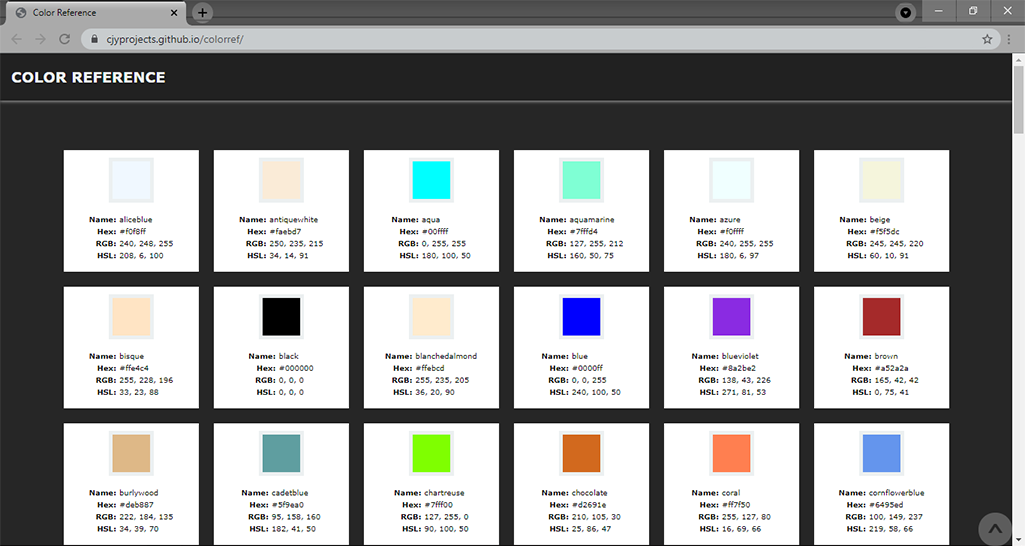 Color Reference
cjyprojects.github.io/colorref/
COLOR REFERENCE
Name: aliceblue
Hex: #f0f8ff
RGB: 240, 248, 255
HSL: 208, 6, 100
Name: antiquewhite
Hex: #faebd7
RGB: 250, 235, 215
HSL: 34, 14, 91
Name: aqua
Hex: #00ffff
RGB: 0, 255, 255
HSL: 180, 100, 50
Name: aquamarine
Hex: #7fffd4
RGB: 127, 255, 212
HSL: 160, 50, 75
Name: azure
Hex: #f0ffff
RGB: 240, 255, 255
HSL: 180, 6, 97
Name: beige
Hex: #f5f5dc
RGB: 245, 245, 220
HSL: 60, 10, 91
Name: bisque
Hex: #ffe4c4
RGB: 255, 228, 196
HSL: 33, 23, 88
Name: black
Hex: #000000
RGB: 0, 0, 0
HSL: 0, 0, 0
Name: blanchedalmond
Hex: #ffebcd
RGB: 255, 235, 205
HSL: 36, 20, 90
Name: blue
Hex: #0000ff
RGB: 0, 0, 255
HSL: 240, 100, 50
Name: blueviolet
Hex: #8a2be2
RGB: 138, 43, 226
HSL: 271, 81, 53
Name: brown
Hex: #a52a2a
RGB: 165, 42, 42
HSL: 0, 75, 41
Name: burlywood
Hex: #deb887
RGB: 222, 184, 135
HSL: 34, 39, 70
Name: cadetblue
Hex: #5f9ea0
RGB: 95, 158, 160
HSL: 182, 41, 50
Name: chartreuse
Hex: #7fff00
RGB: 127, 255, 0
HSL: 90, 100, 50
Name: chocolate
Hex: #d2691e
RGB: 210, 105, 30
HSL: 25, 86, 47
Name: coral
Hex: #ff7f50
RGB: 255, 127, 80
HSL: 16, 69, 66
Name: cornflowerblue
Hex: #6495ed
RGB: 100, 149, 237
HSL: 219, 58, 66